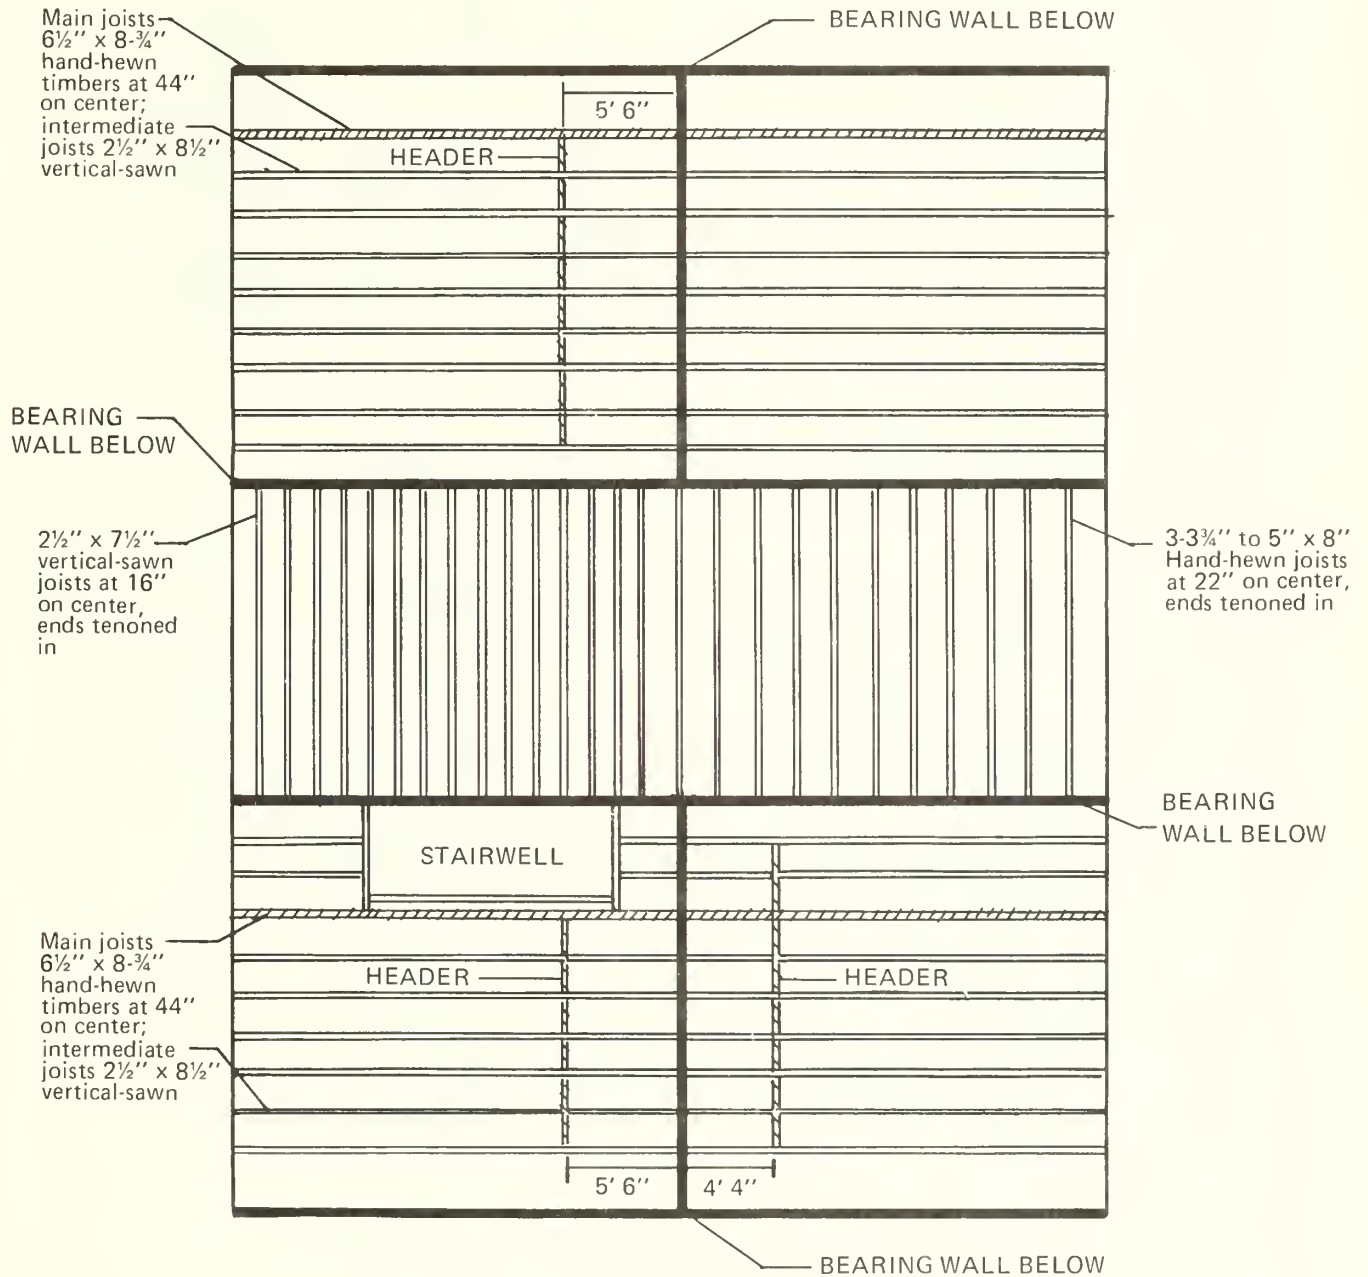 Main joists
6½" x 8-¾"
hand-hewn
timbers at 44"
on center;
intermediate
joists 2½" x 8½"
vertical-sawn
BEARING WALL BELOW
5' 6"
HEADER
BEARING
WALL BELOW
2½" x 7½"
vertical-sawn
joists at 16"
on center,
ends tenoned
in
3-3¾" to 5" x 8"
Hand-hewn joists
at 22" on center,
ends tenoned in
BEARING
WALL BELOW
STAIRWELL
Main joists
6½" x 8-¾"
hand-hewn
timbers at 44"
on center;
intermediate
joists 2½" x 8½"
vertical-sawn
HEADER
HEADER
5' 6"
4' 4"
BEARING WALL BELOW